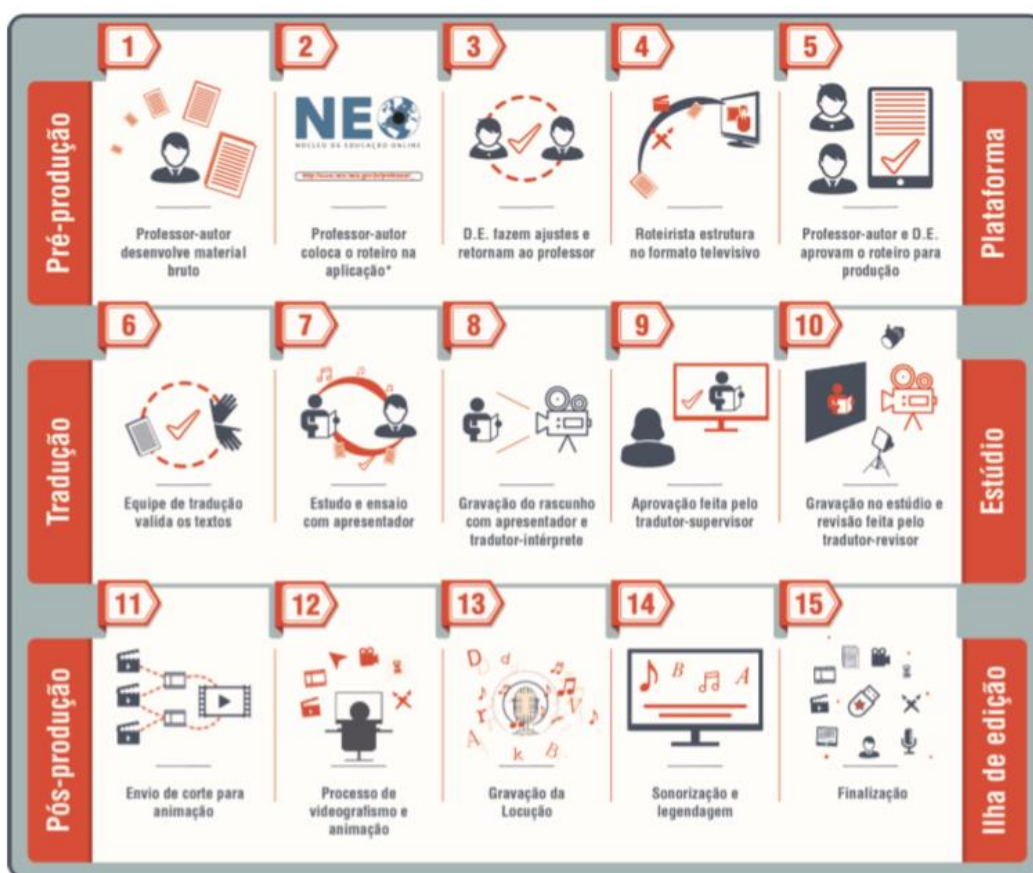 1
2
3
4
5
Pré-produção
NEO
NÚCLEO DE EDUCAÇÃO ONLINE
Professor-autor
desenvolve material
bruto
Professor-autor
coloca o roteiro na
aplicação*
D.E. fazem ajustes e
retornam ao professor
Roteirista estrutura
no formato televisivo
Professor-autor e D.E.
aprovam o roteiro para
produção
Plataforma
6
7
8
9
10
Tradução
Equipe de tradução
valida os textos
Estudo e ensaio
com apresentador
Gravação do rascunho
com apresentador e
tradutor-intérprete
Aprovação feita pelo
tradutor-supervisor
Gravação no estúdio e
revisão feita pelo
tradutor-revisor
Estúdio
11
12
13
14
15
Pós-produção
D d
r V
A k B
B A
Envio de corte para
animação
Processo de
videografismo e
animação
Gravação da
Locução
Sonorização e
legendagem
Finalização
Ilha de edição